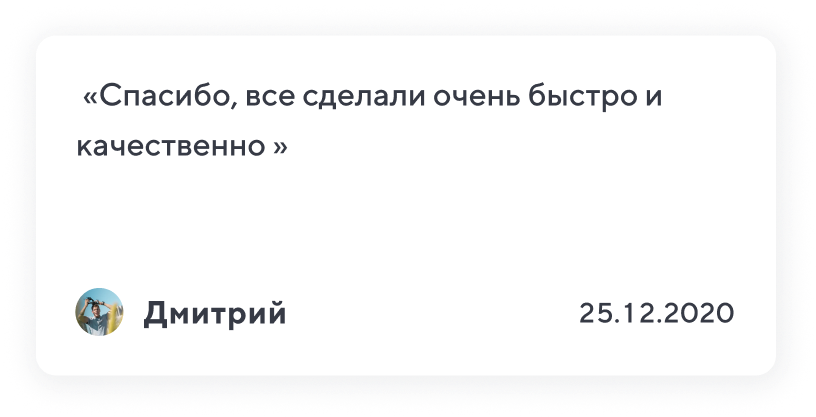 «Спасибо, все сделали очень быстро и
качественно »
Дмитрий
25.12.2020